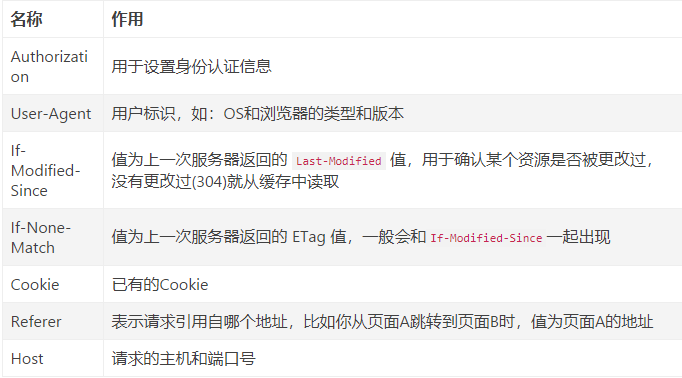 名称 作用
Authorizati
on
用于设置身份认证信息
User-Agent 用户标识，如：OS和浏览器的类型和版本
If-
Modified-
Since
值为上一次服务器返回的 Last-Modified 值，用于确认某个资源是否被更改过，
没有更改过(304)就从缓存中读取
If-None-
Match
值为上一次服务器返回的 ETag 值，一般会和 If-Modified-Since 一起出现
Cookie 已有的Cookie
Referer 表示请求引用自哪个地址，比如你从页面A跳转到页面B时，值为页面A的地址
Host 请求的主机和端口号